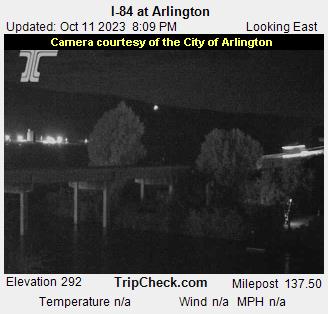 I-84 at Arlington
Updated: Oct 11 2023 8:09 PM Looking East
Camera courtesy of the City of Arlington
Elevation 292 TripCheck.com Milepost 137.50
Temperature n/a Wind n/a MPH n/a